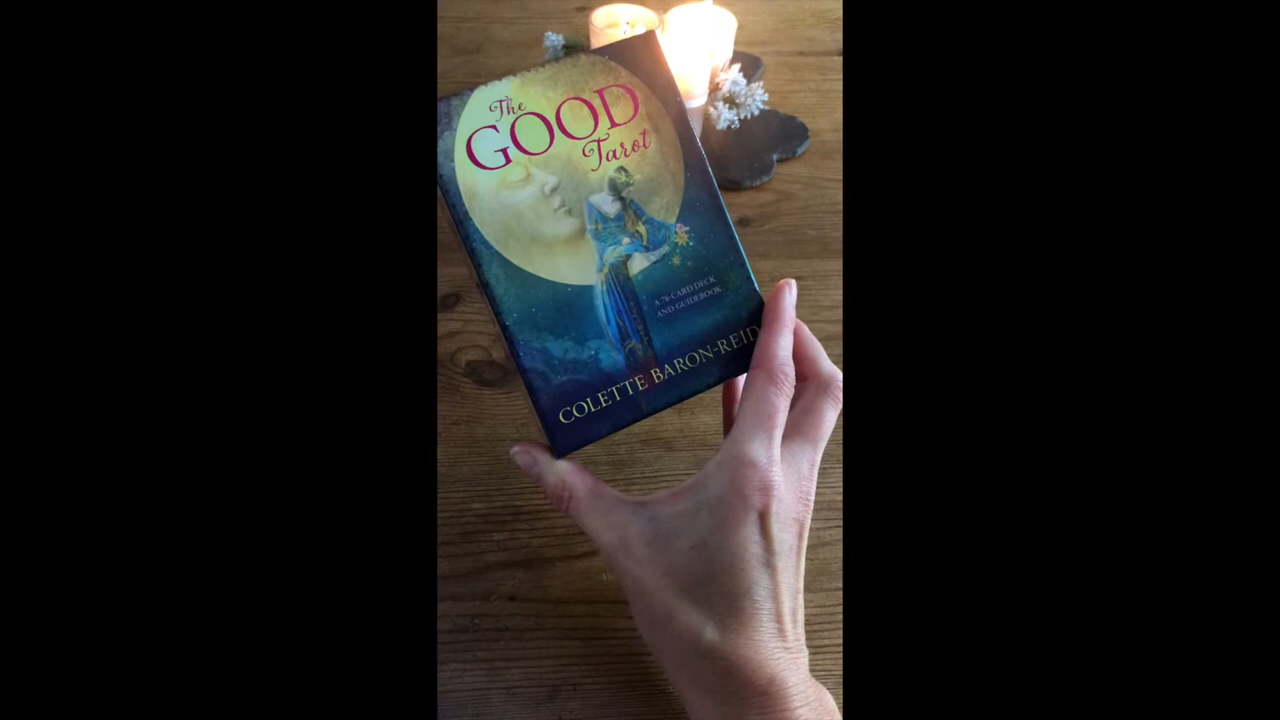 The
GOOD
Tarot
A 78-CARD DECK
AND GUIDEBOOK
COLETTE BARON-REID